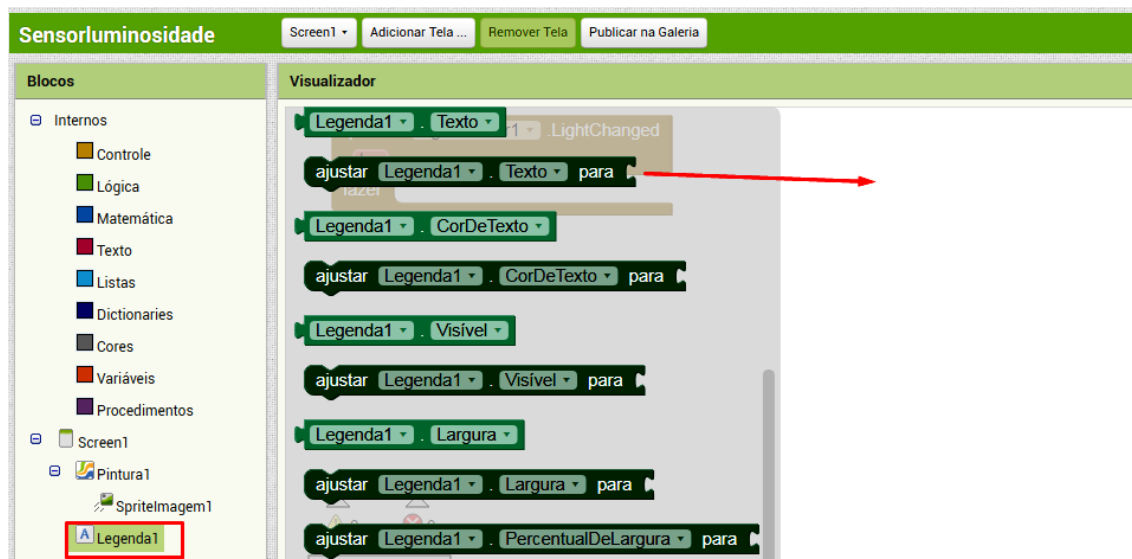 Sensorluminosidade
Screen1
Adicionar Tela ...
Remover Tela
Publicar na Galeria
Blocos
Visualizador
Internos
Controle
Lógica
Matemática
Texto
Listas
Dictionaries
Cores
Variáveis
Procedimentos
Screen1
Pintura1
SpriteImagem1
A Legenda1
Legenda1 . Texto
.LightChanged
ajustar Legenda1 . Texto para
fazer
Legenda1 . CorDeTexto
ajustar Legenda1 . CorDeTexto para
Legenda1 . Visível
ajustar Legenda1 . Visível para
Legenda1 . Largura
ajustar Legenda1 . Largura para
ajustar Legenda1 . PercentualDeLargura para